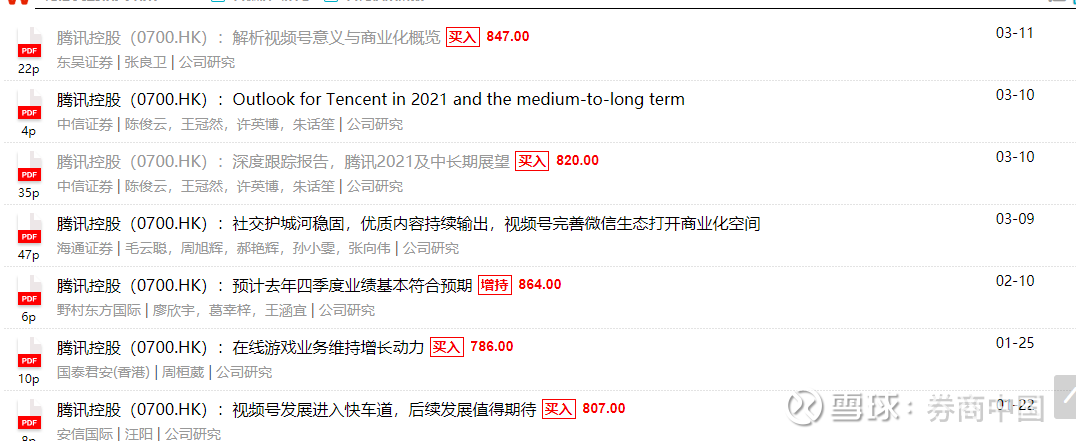 腾讯控股（0700.HK）：解析视频号意义与商业化概览 买入 847.00 03-11
PDF
22p
东吴证券 | 张良卫 | 公司研究
腾讯控股（0700.HK）：Outlook for Tencent in 2021 and the medium-to-long term 03-10
PDF
4p
中信证券 | 陈俊云，王冠然，许英博，朱话笙 | 公司研究
腾讯控股（0700.HK）：深度跟踪报告，腾讯2021及中长期展望 买入 820.00 03-10
PDF
35p
中信证券 | 陈俊云，王冠然，许英博，朱话笙 | 公司研究
腾讯控股（0700.HK）：社交护城河稳固，优质内容持续输出，视频号完善微信生态打开商业化空间 03-09
PDF
47p
海通证券 | 毛云聪，周旭辉，郝艳辉，孙小雯，张向伟 | 公司研究
腾讯控股（0700.HK）：预计去年四季度业绩基本符合预期 增持 864.00 02-10
PDF
6p
野村东方国际 | 廖欣宇，葛幸梓，王涵宜 | 公司研究
腾讯控股（0700.HK）：在线游戏业务维持增长动力 买入 786.00 01-25
PDF
10p
国泰君安(香港) | 周桓葳 | 公司研究
腾讯控股（0700.HK）：视频号发展进入快车道，后续发展值得期待 买入 807.00 01-22
PDF
8p
安信国际 | 汪阳 | 公司研究
雪球：券商中国